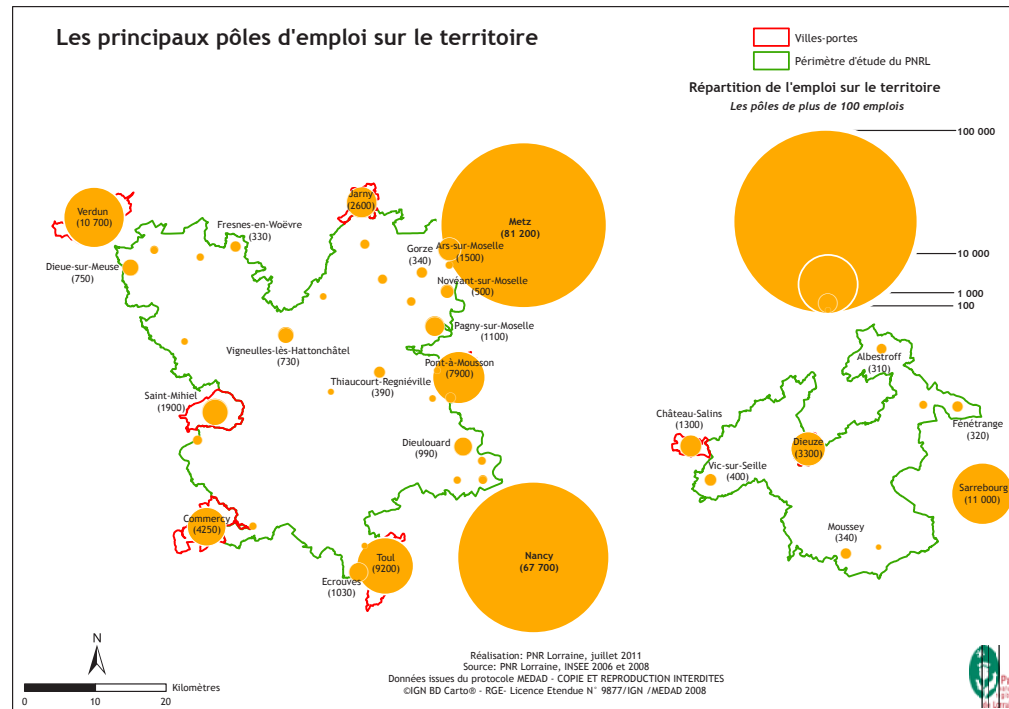 Les principaux pôles d'emploi sur le territoire
Villes-portes
Périmètre d'étude du PNRL
Répartition de l'emploi sur le territoire
Les pôles de plus de 100 emplois
100 000
10 000
1 000
100
Verdun
(10 700)
Jarny
(2600)
Metz
(81 200)
Fresnes-en-Woëvre
(330)
Dieue-sur-Meuse
(750)
Gorze
(340)
Ars-sur-Moselle
(1500)
Novéant-sur-Moselle
(500)
Pagny-sur-Moselle
(1100)
Vigneulles-lès-Hattonchâtel
(730)
Thiaucourt-Regniéville
(390)
Pont-à-Mousson
(7900)
Saint-Mihiel
(1900)
Dieulouard
(990)
Commercy
(4250)
Toul
(9200)
Ecrouves
(1030)
Nancy
(67 700)
Albestroff
(310)
Château-Salins
(1300)
Fénétrange
(320)
Dieuze
(3300)
Vic-sur-Seille
(400)
Sarrebourg
(11 000)
Moussey
(340)
N
0
10
20
Kilomètres
Réalisation: PNR Lorraine, juillet 2011
Source: PNR Lorraine, INSEE 2006 et 2008
Données issues du protocole MEDAD - COPIE ET REPRODUCTION INTERDITES
©IGN BD Carto® - RGE- Licence Etendue N° 9877/IGN /MEDAD 2008